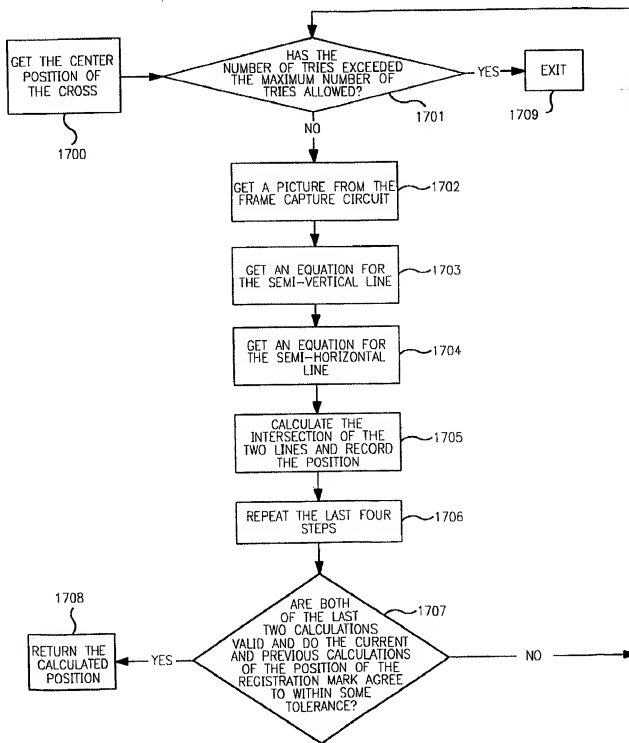 GET THE CENTER
POSITION OF
THE CROSS
1700
HAS THE
NUMBER OF TRIES EXCEEDED
THE MAXIMUM NUMBER OF
TRIES ALLOWED?
1701
YES
EXIT
1709
NO
GET A PICTURE FROM THE
FRAME CAPTURE CIRCUIT
1702
GET AN EQUATION FOR
THE SEMI-VERTICAL LINE
1703
GET AN EQUATION FOR
THE SEMI-HORIZONTAL
LINE
1704
CALCULATE THE
INTERSECTION OF THE
TWO LINES AND RECORD
THE POSITION
1705
REPEAT THE LAST FOUR
STEPS
1706
ARE BOTH
OF THE LAST
TWO CALCULATIONS
VALID AND DO THE CURRENT
AND PREVIOUS CALCULATIONS
OF THE POSITION OF THE
REGISTRATION MARK AGREE
TO WITHIN SOME
TOLERANCE?
1707
YES
1708
RETURN THE
CALCULATED
POSITION
NO